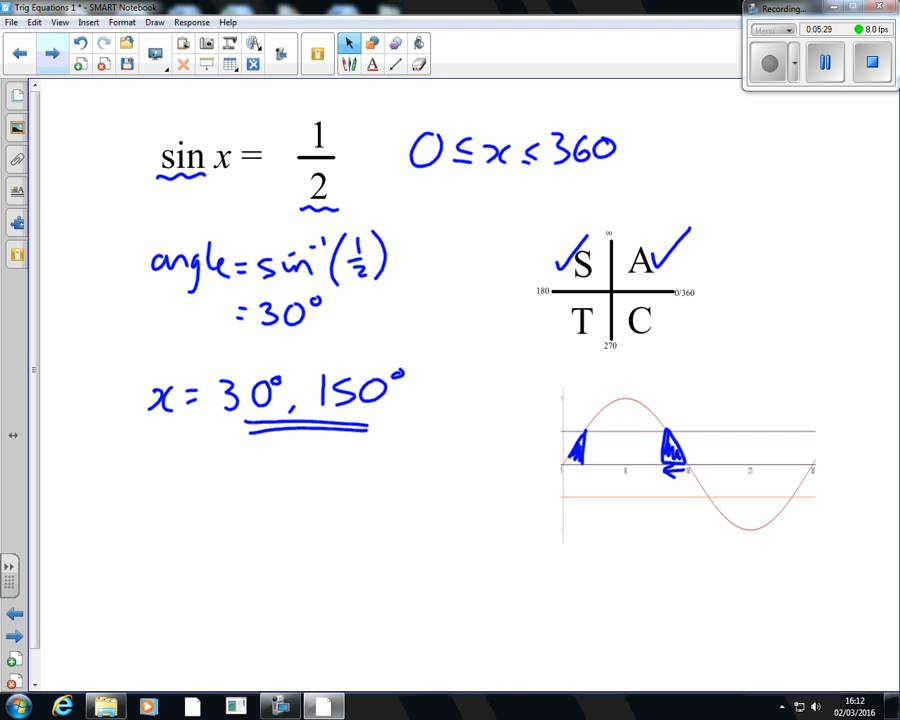 Trig Equations 1 * - SMART Notebook
Recording...
File Edit View Insert Format Draw Response Help
Menu
0:05:29
8.0 fps
sin x = 1/2
0 ≤ x ≤ 360
angle = sin⁻¹(1/2)
= 30°
x = 30°, 150°
90
S A
180
0/360
T C
270
16:12
02/03/2016